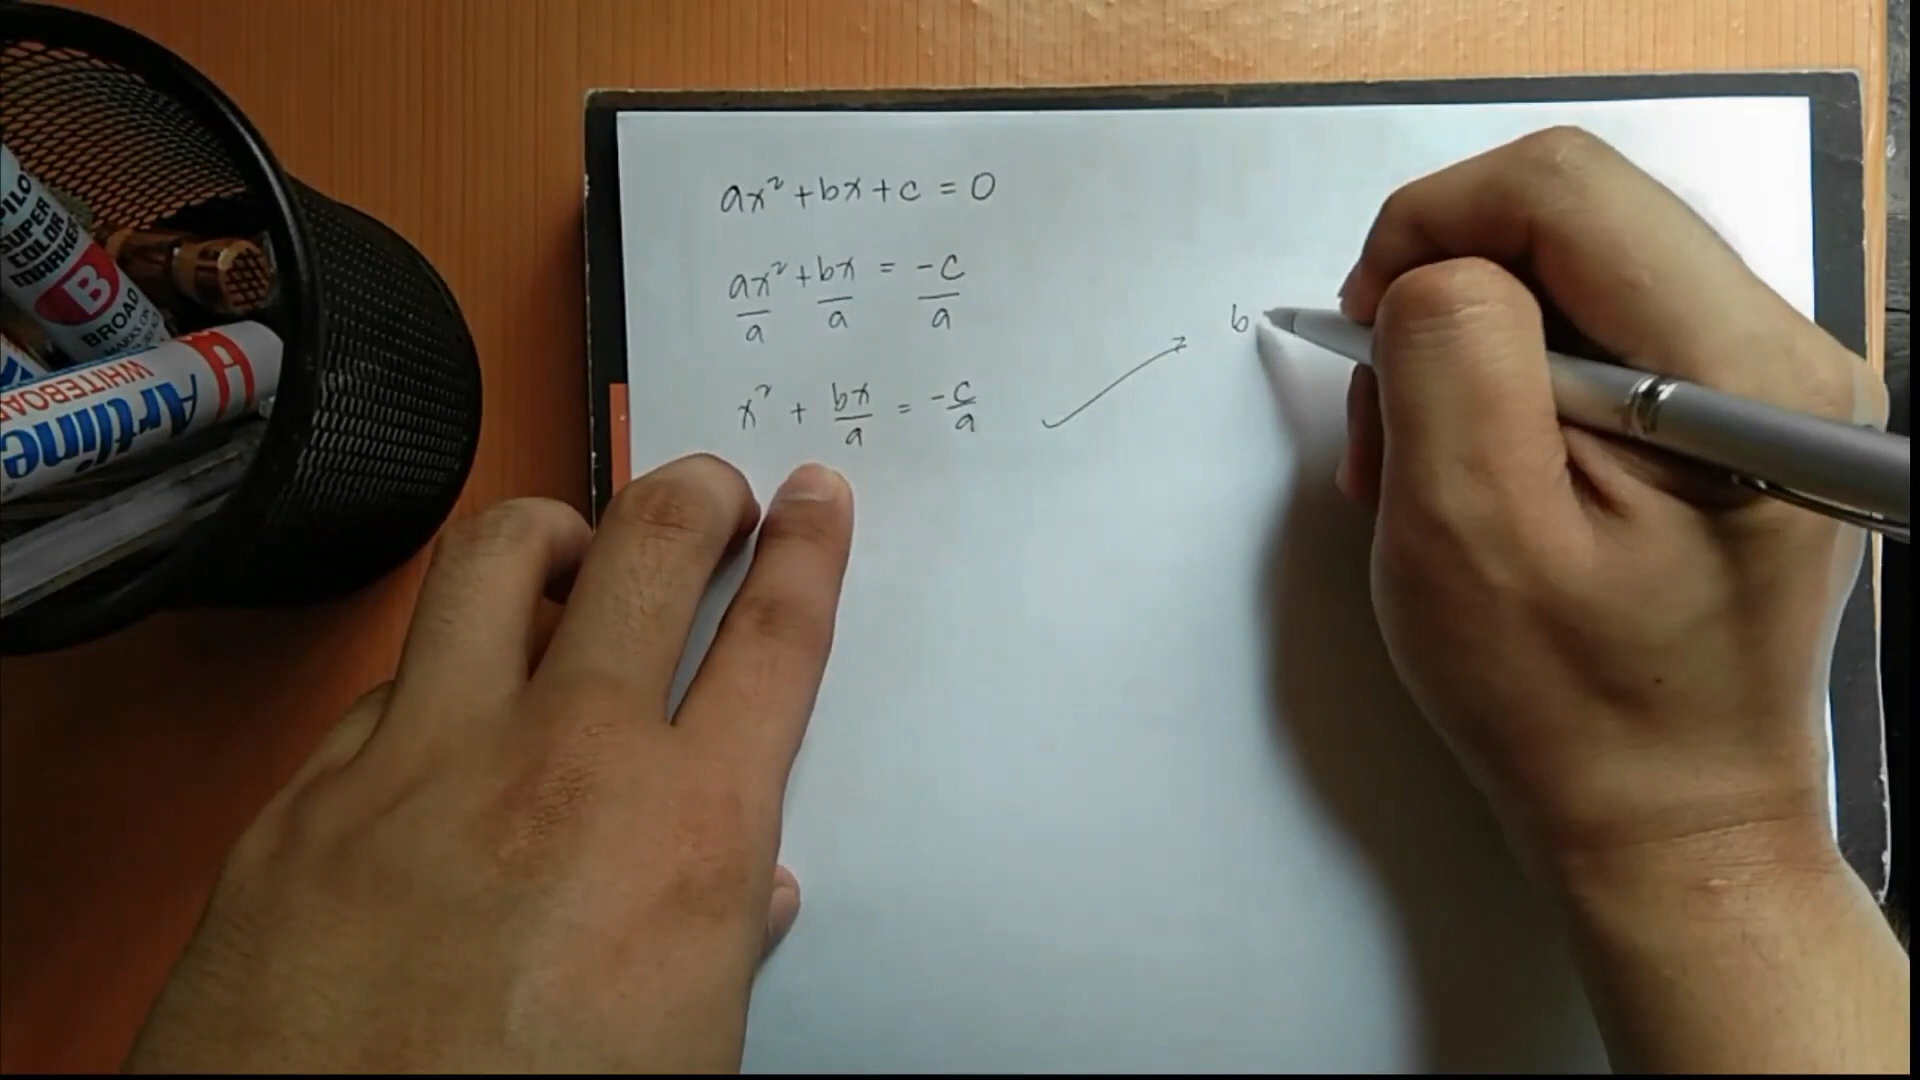 PILOT
SUPER
COLOR
MARKER
B
BROAD
Artline
WHITEBOA
ax² + bx + c = 0
ax²/a + bx/a = -c/a
x² + bx/a = -c/a
b